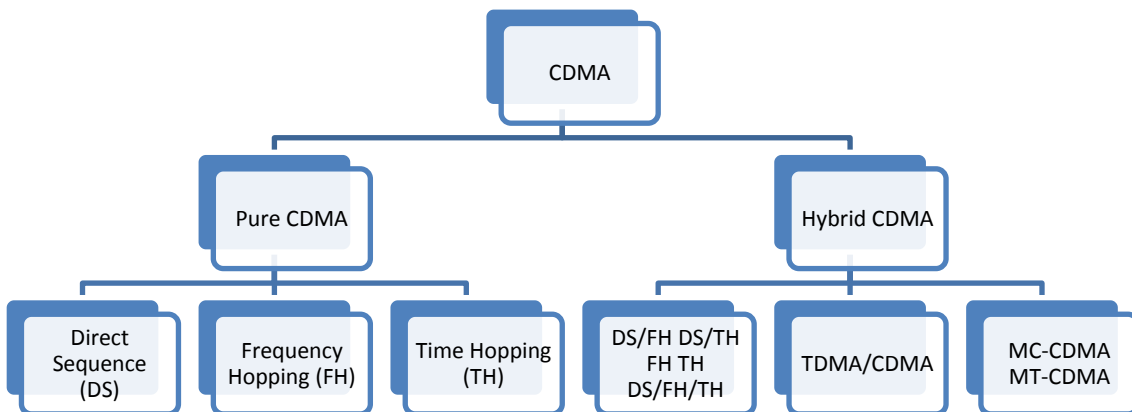 CDMA
Pure CDMA
Hybrid CDMA
Direct
Sequence
(DS)
Frequency
Hopping (FH)
Time Hopping
(TH)
DS/FH DS/TH
FH TH
DS/FH/TH
TDMA/CDMA
MC-CDMA
MT-CDMA